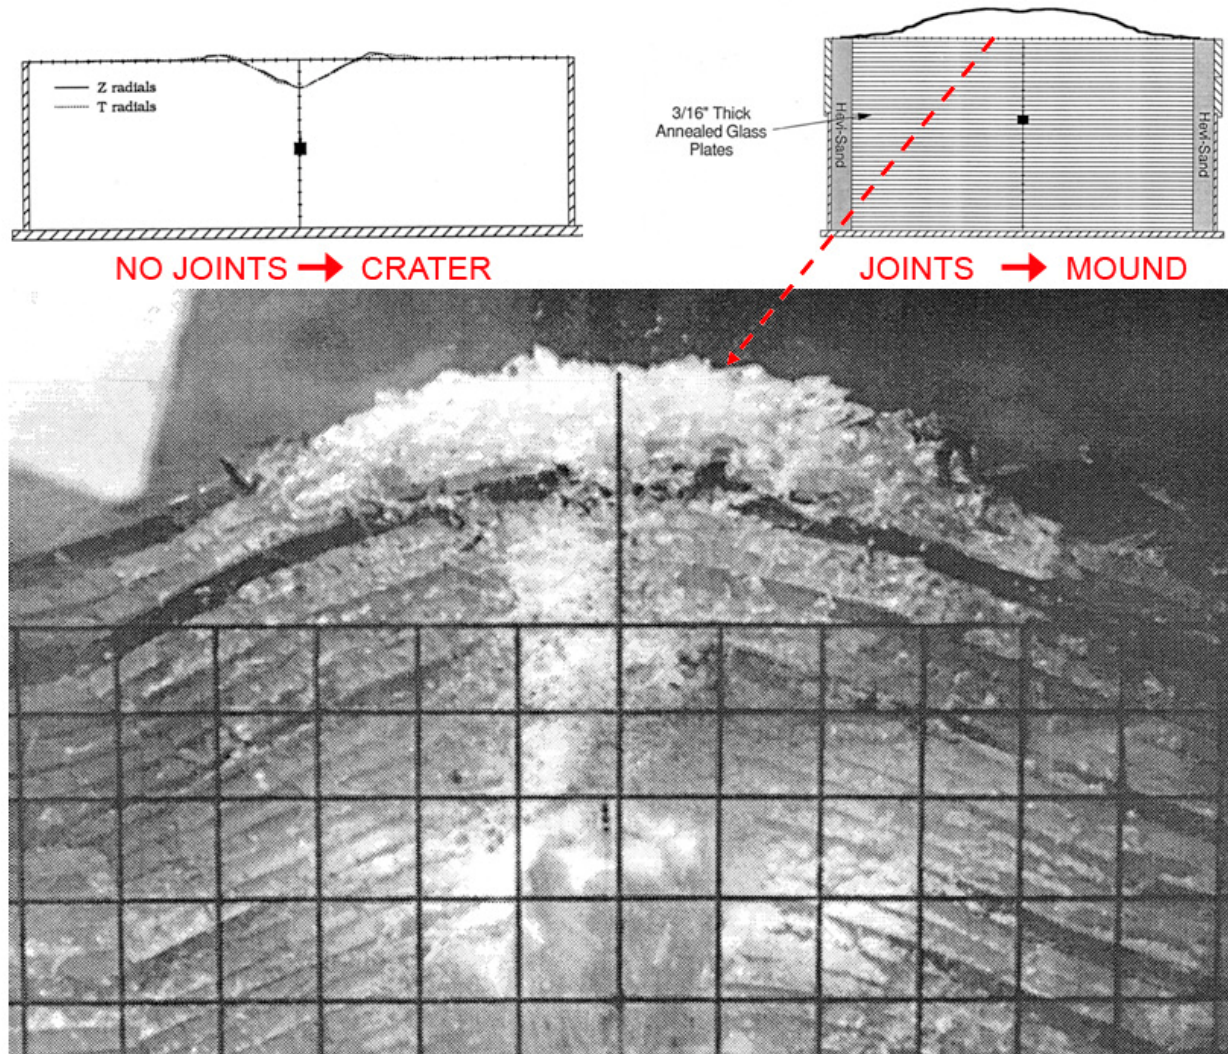 Z radials
T radials
3/16" Thick
Annealed Glass
Plates
Hevi-Sand
Hevi-Sand
NO JOINTS → CRATER
JOINTS → MOUND